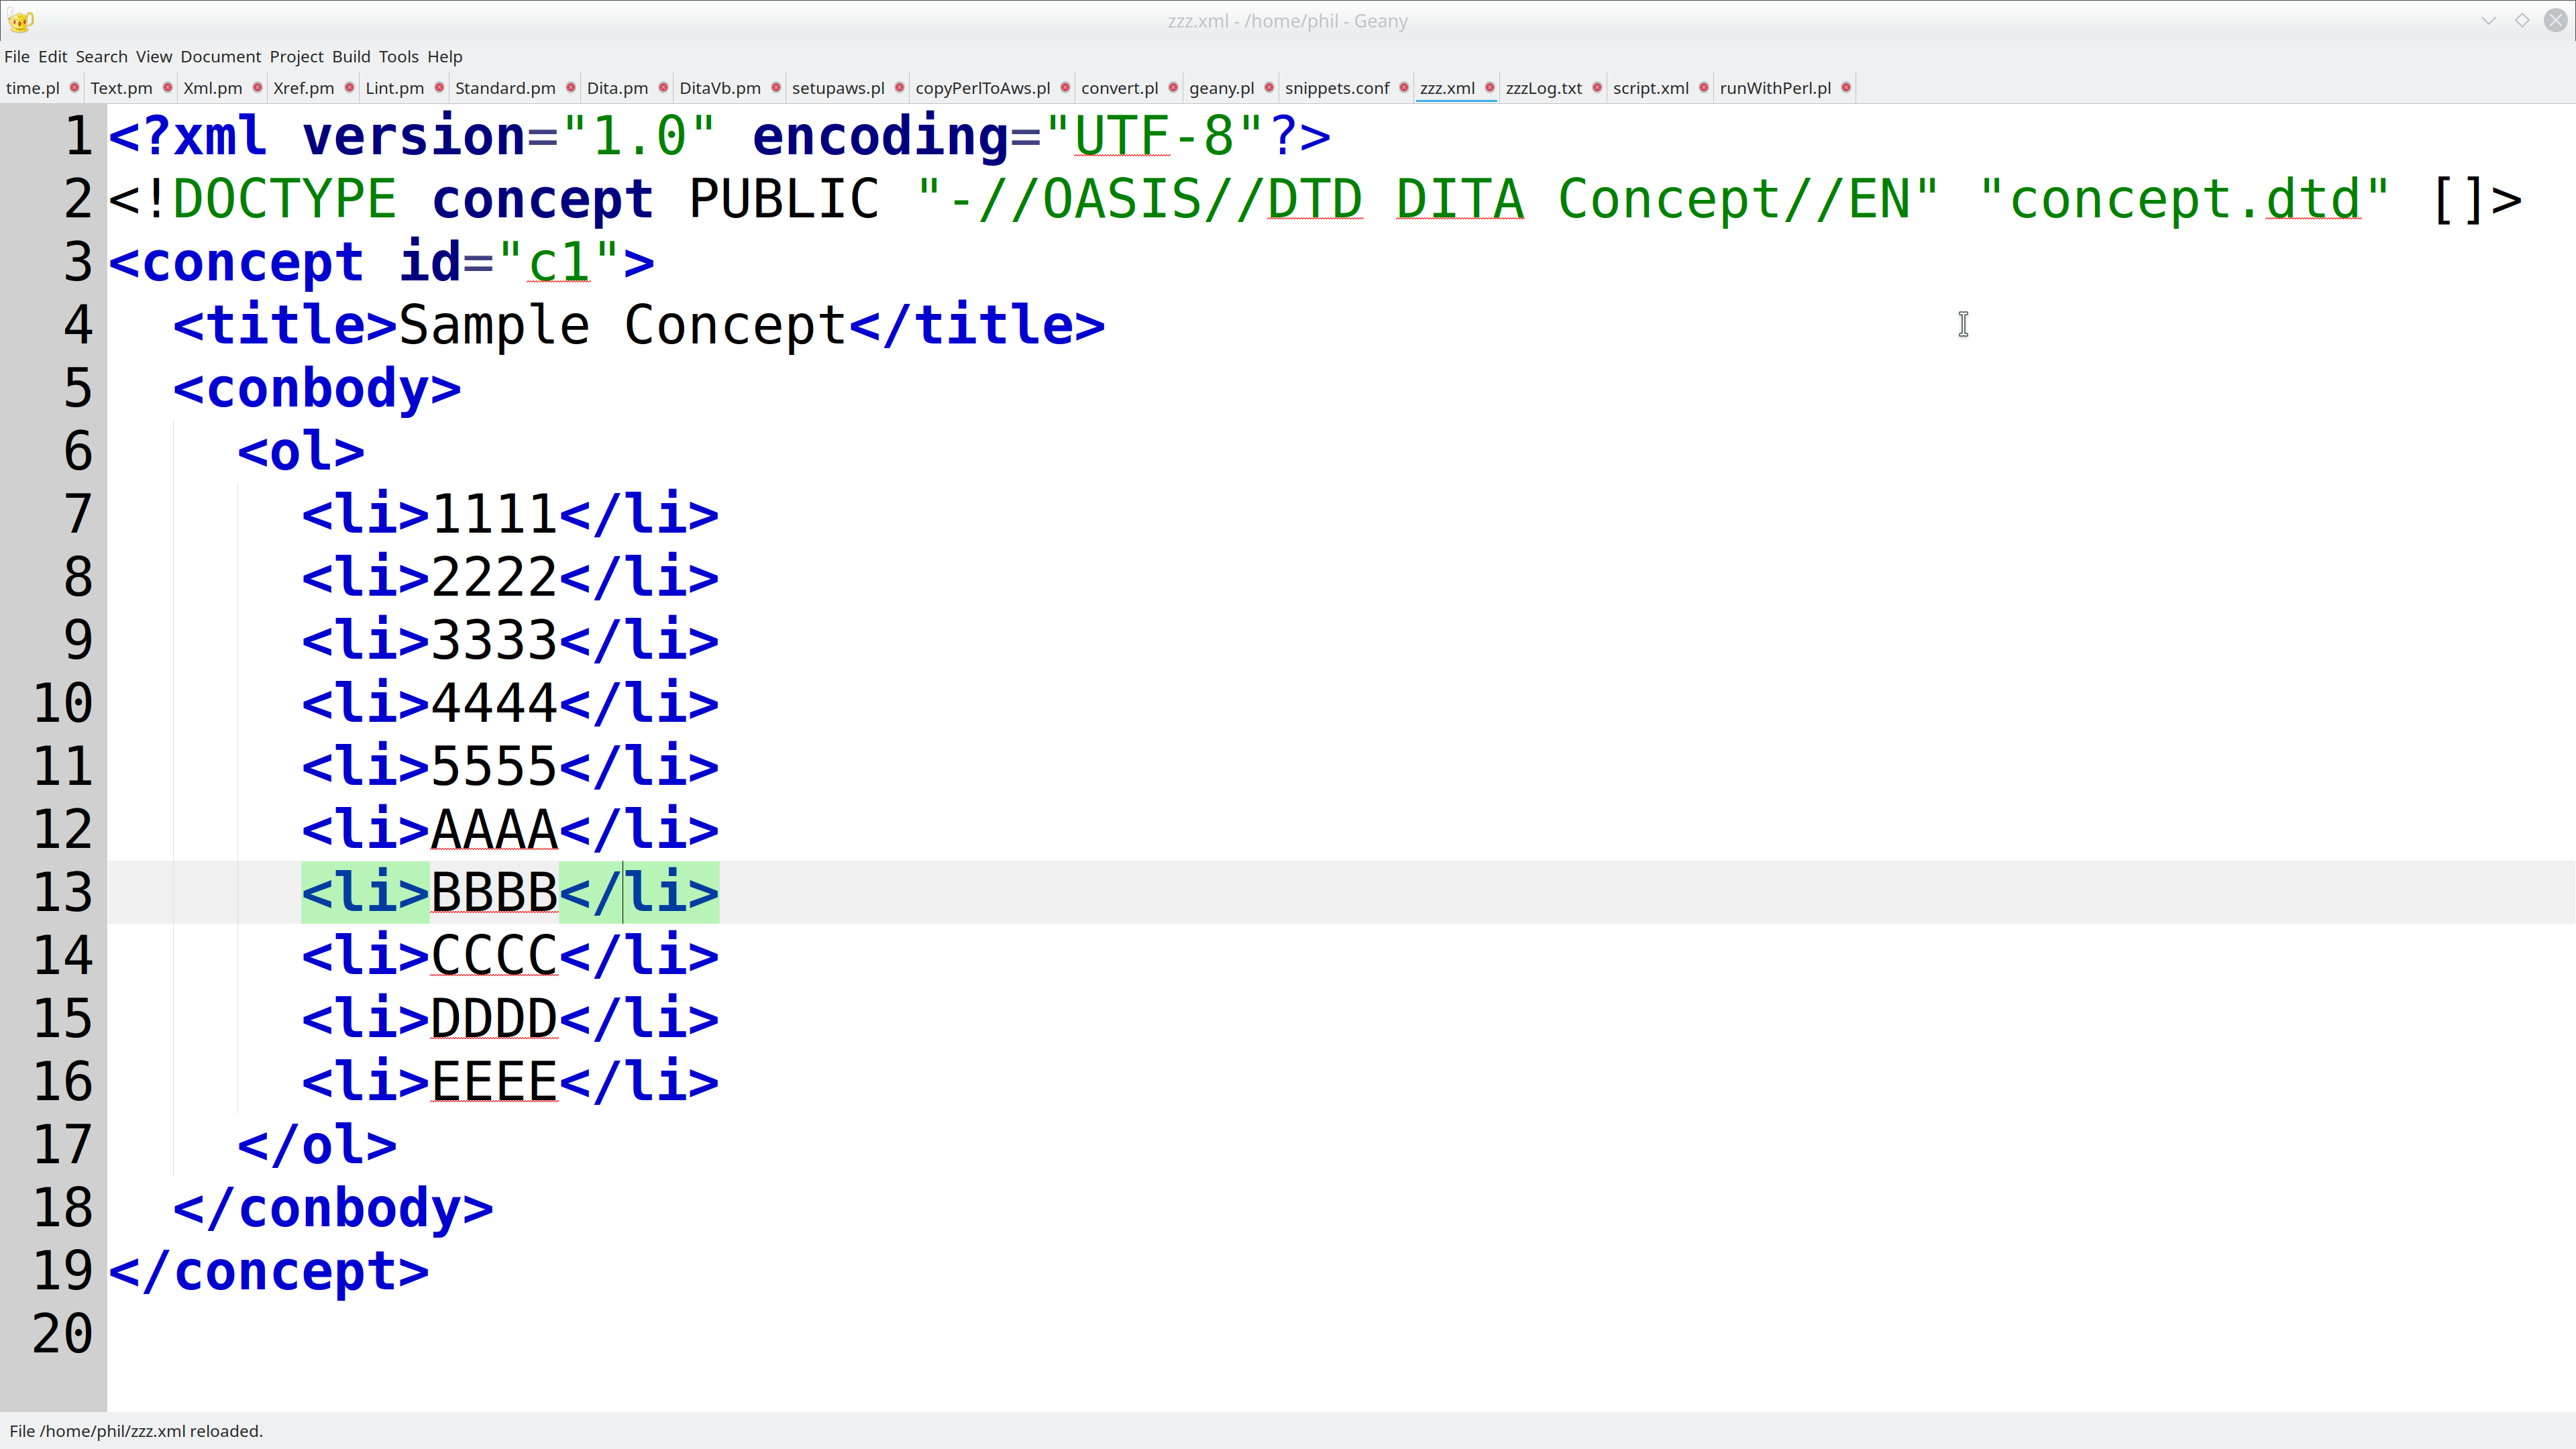 zzz.xml - /home/phil - Geany
File Edit Search View Document Project Build Tools Help
time.pl Text.pm Xml.pm Xref.pm Lint.pm Standard.pm Dita.pm DitaVb.pm setupaws.pl copyPerlToAws.pl convert.pl geany.pl snippets.conf zzz.xml zzzLog.txt script.xml runWithPerl.pl
1 <?xml version="1.0" encoding="UTF-8"?>
2 <!DOCTYPE concept PUBLIC "-//OASIS//DTD DITA Concept//EN" "concept.dtd" []>
3 <concept id="c1">
4 <title>Sample Concept</title>
5 <conbody>
6 <ol>
7 <li>1111</li>
8 <li>2222</li>
9 <li>3333</li>
10 <li>4444</li>
11 <li>5555</li>
12 <li>AAAA</li>
13 <li>BBBB</li>
14 <li>CCCC</li>
15 <li>DDDD</li>
16 <li>EEEE</li>
17 </ol>
18 </conbody>
19 </concept>
20
File /home/phil/zzz.xml reloaded.